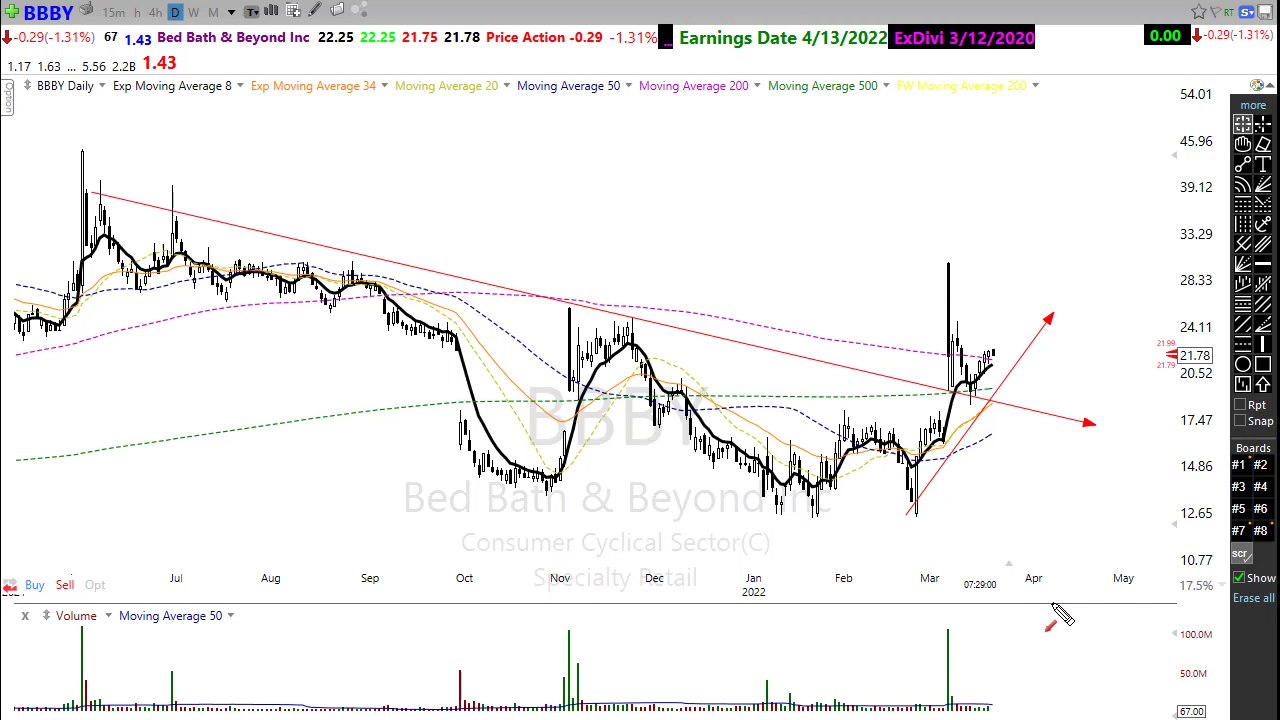 BBBY 15m h 4h D W M T RT S
-0.29(-1.31%) 67 1.43 Bed Bath & Beyond Inc 22.25 22.25 21.75 21.78 Price Action -0.29 -1.31% ... Earnings Date 4/13/2022 ExDivi 3/12/2020 0.00 -0.29(-1.31%)
1.17 1.63 ... 5.56 2.2B 1.43
Option
BBBY Daily Exp Moving Average 8 Exp Moving Average 34 Moving Average 20 Moving Average 50 Moving Average 200 Moving Average 500 FW Moving Average 200
54.01
45.96
39.12
33.29
28.33
24.11
21.99
21.78
21.79
20.52
17.47
14.86
12.65
10.77
17.5%
BBBY
Bed Bath & Beyond Inc
Consumer Cyclical Sector(C)
Specialty Retail
Jul Aug Sep Oct Nov Dec Jan Feb Mar 07:29:00 Apr May
2022
Buy Sell Opt
x Volume Moving Average 50
100.0M
50.0M
67.00
more
Rpt
Snap
Boards
#1 #2
#3 #4
#5 #6
#7 #8
scr
Show
Erase all